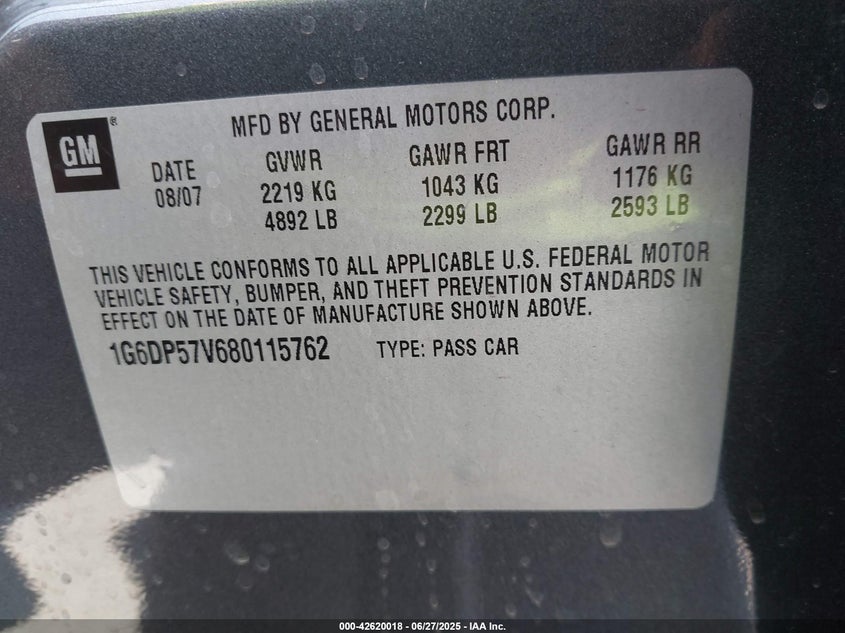 GM ®
MFD BY GENERAL MOTORS CORP.
DATE GVWR GAWR FRT GAWR RR
08/07 2219 KG 1043 KG 1176 KG
4892 LB 2299 LB 2593 LB
THIS VEHICLE CONFORMS TO ALL APPLICABLE U.S. FEDERAL MOTOR
VEHICLE SAFETY, BUMPER, AND THEFT PREVENTION STANDARDS IN
EFFECT ON THE DATE OF MANUFACTURE SHOWN ABOVE.
1G6DP57V680115762 TYPE: PASS CAR
000-42620018 - 06/27/2025 - IAA Inc.